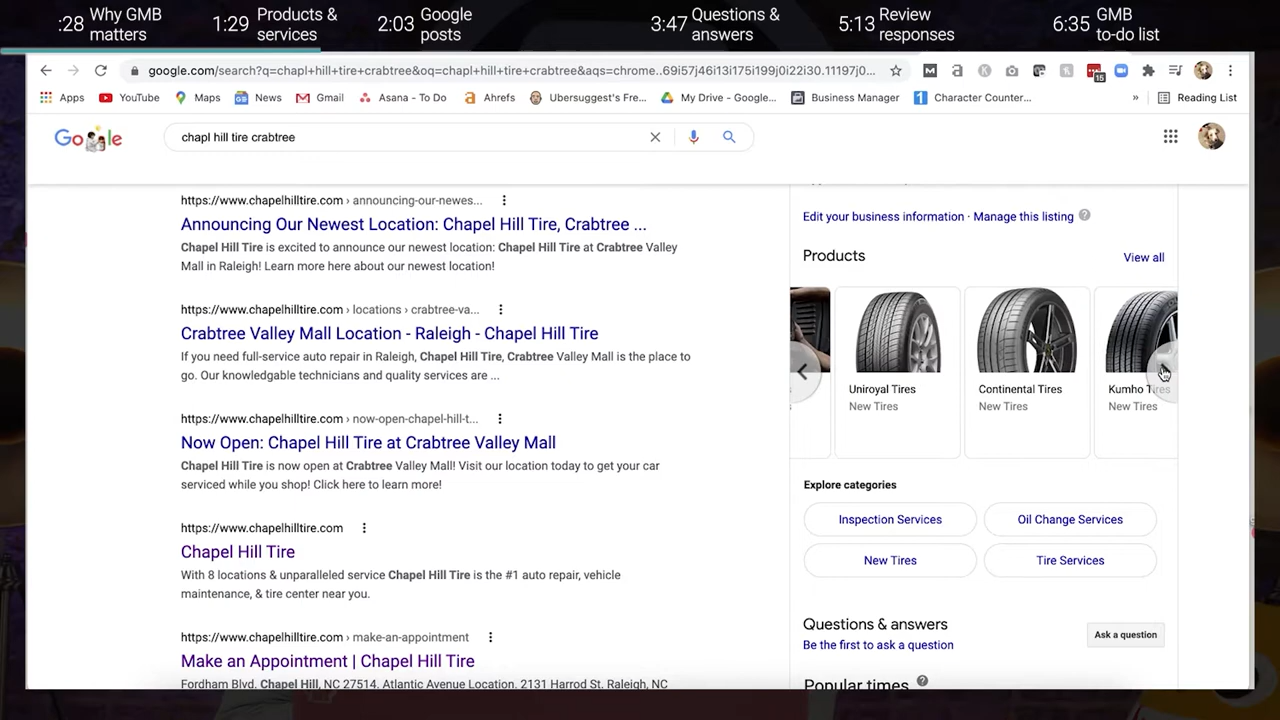 :28 Why GMB matters
1:29 Products & services
2:03 Google posts
3:47 Questions & answers
5:13 Review responses
6:35 GMB to-do list
google.com/search?q=chapl+hill+tire+crabtree&oq=chapl+hill+tire+crabtree&aqs=chrome..69i57j46i13i175i199j0i22i30.11197j0...
15
Apps YouTube Maps News Gmail Asana - To Do Ahrefs Ubersuggest's Fre... My Drive - Google... Business Manager Character Counter... » Reading List
Google
chapl hill tire crabtree
https://www.chapelhilltire.com › announcing-our-newes...
Announcing Our Newest Location: Chapel Hill Tire, Crabtree ...
Chapel Hill Tire is excited to announce our newest location: Chapel Hill Tire at Crabtree Valley
Mall in Raleigh! Learn more here about our newest location!
https://www.chapelhilltire.com › locations › crabtree-va...
Crabtree Valley Mall Location - Raleigh - Chapel Hill Tire
If you need full-service auto repair in Raleigh, Chapel Hill Tire, Crabtree Valley Mall is the place to
go. Our knowledgable technicians and quality services are ...
https://www.chapelhilltire.com › now-open-chapel-hill-t...
Now Open: Chapel Hill Tire at Crabtree Valley Mall
Chapel Hill Tire is now open at Crabtree Valley Mall! Visit our location today to get your car
serviced while you shop! Click here to learn more!
https://www.chapelhilltire.com
Chapel Hill Tire
With 8 locations & unparalleled service Chapel Hill Tire is the #1 auto repair, vehicle
maintenance, & tire center near you.
https://www.chapelhilltire.com › make-an-appointment
Make an Appointment | Chapel Hill Tire
Fordham Blvd. Chapel Hill, NC 27514. Atlantic Avenue Location. 2131 Harrod St. Raleigh, NC
Edit your business information · Manage this listing
Products View all
Uniroyal Tires
New Tires
Continental Tires
New Tires
Kumho Tires
New Tires
Explore categories
Inspection Services Oil Change Services
New Tires Tire Services
Questions & answers
Be the first to ask a question
Ask a question
Popular times